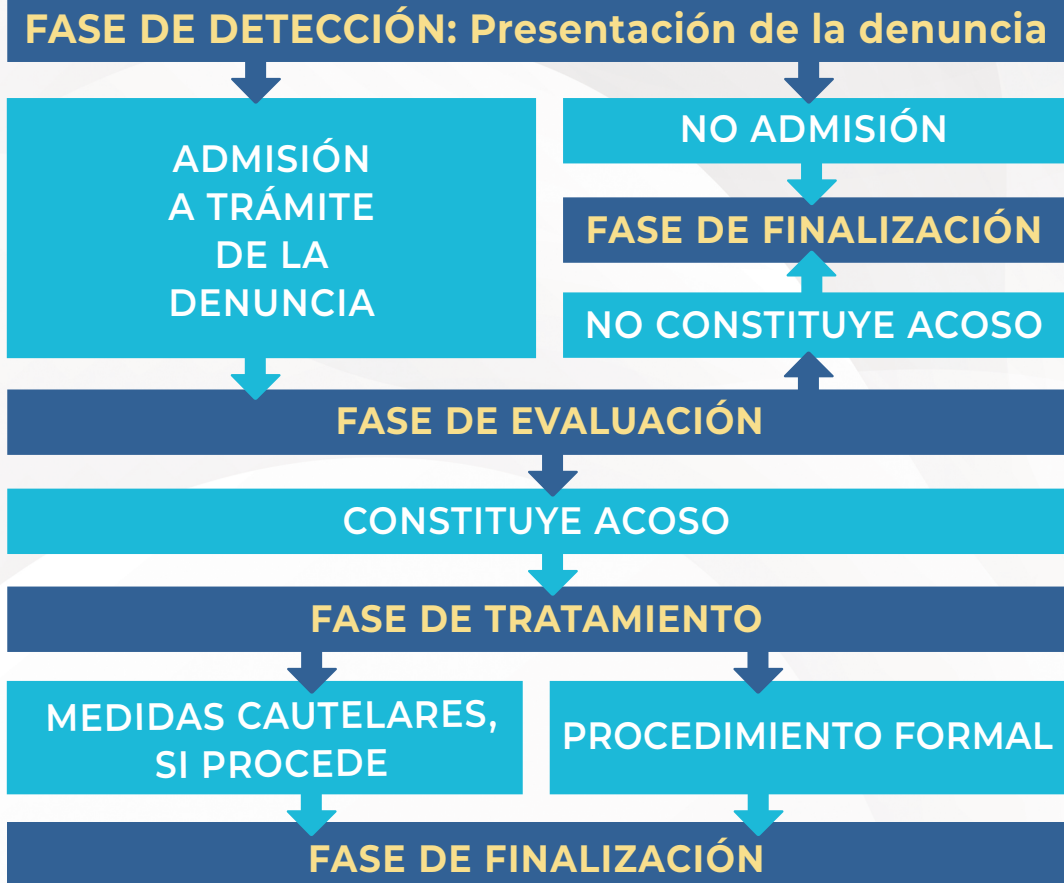 FASE DE DETECCIÓN: Presentación de la denuncia
ADMISIÓN
A TRÁMITE
DE LA
DENUNCIA
NO ADMISIÓN
FASE DE FINALIZACIÓN
NO CONSTITUYE ACOSO
FASE DE EVALUACIÓN
CONSTITUYE ACOSO
FASE DE TRATAMIENTO
MEDIDAS CAUTELARES,
SI PROCEDE
PROCEDIMIENTO FORMAL
FASE DE FINALIZACIÓN